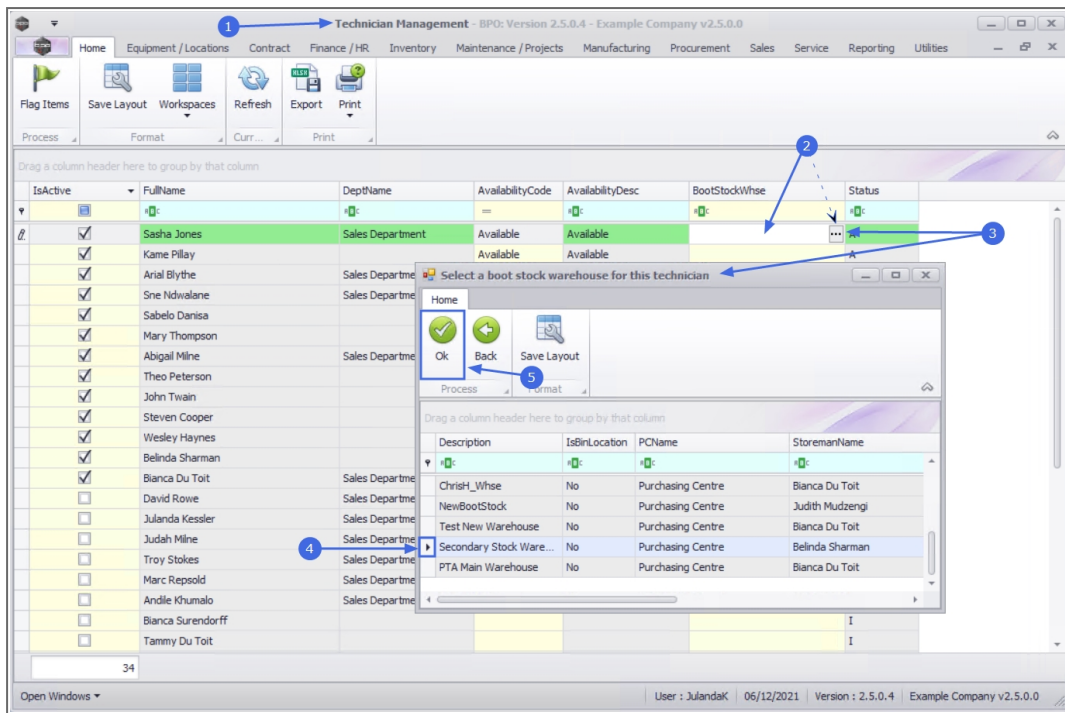 1
Technician Management - BPO: Version 2.5.0.4 - Example Company v2.5.0.0
Home Equipment / Locations Contract Finance / HR Inventory Maintenance / Projects Manufacturing Procurement Sales Service Reporting Utilities
Flag Items Save Layout Workspaces Refresh Export Print
Process Format Curr... Print
Drag a column header here to group by that column
2
IsActive FullName DeptName AvailabilityCode AvailabilityDesc BootStockWhse Status
Sasha Jones Sales Department Available Available ... A
3
Kame Pillay Available Available A
Arial Blythe Sales Departme
Sne Ndwalane Sales Departme
Sabelo Danisa
Mary Thompson
Abigail Milne Sales Departme
Theo Peterson
John Twain
Steven Cooper
Wesley Haynes
Belinda Sharman
Bianca Du Toit Sales Departme
David Rowe Sales Departme
Julanda Kessler Sales Departme
Judah Milne Sales Departme
Troy Stokes Sales Departme
Marc Repsold Sales Departme
Andile Khumalo Sales Departme
Bianca Surendorff I
Tammy Du Toit I
Select a boot stock warehouse for this technician
Home
Ok Back Save Layout
5
Process Format
Drag a column header here to group by that column
Description IsBinLocation PCName StoremanName
ChrisH_Whse No Purchasing Centre Bianca Du Toit
NewBootStock No Purchasing Centre Judith Mudzengi
Test New Warehouse No Purchasing Centre Bianca Du Toit
4
Secondary Stock Ware... No Purchasing Centre Belinda Sharman
PTA Main Warehouse No Purchasing Centre Bianca Du Toit
34
Open Windows User : JulandaK 06/12/2021 Version : 2.5.0.4 Example Company v2.5.0.0